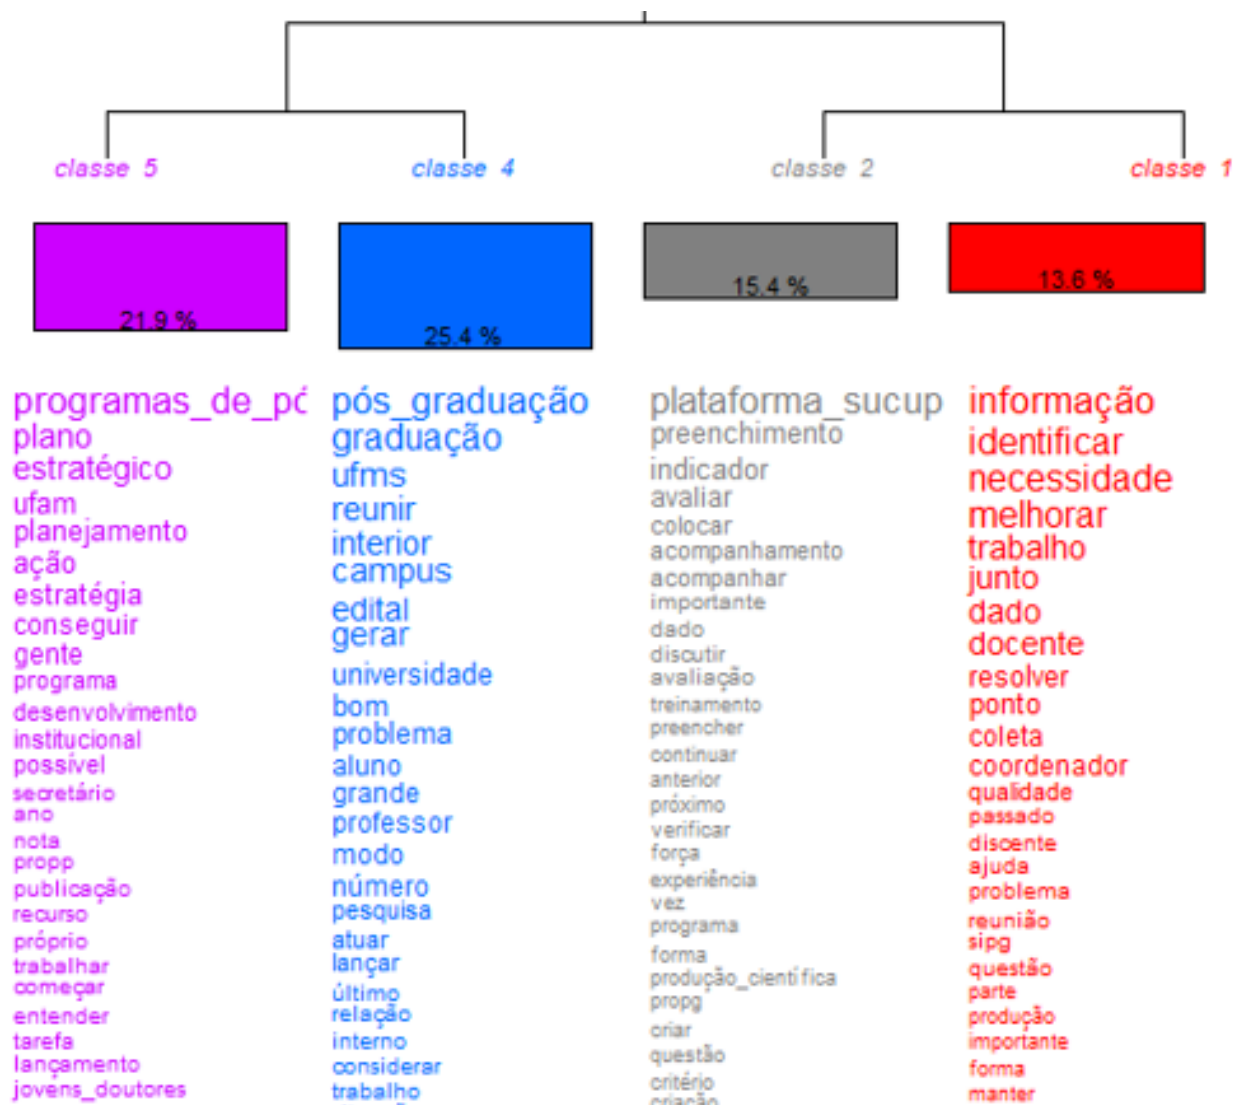 classe 5
classe 4
classe 2
classe 1
21.9 %
25.4 %
15.4 %
13.6 %
programas_de_pó
plano
estratégico
ufam
planejamento
ação
estratégia
conseguir
gente
programa
desenvolvimento
institucional
possível
secretário
ano
nota
propp
publicação
recurso
próprio
trabalhar
começar
entender
tarefa
lançamento
jovens_doutores
pós_graduação
graduação
ufms
reunir
interior
campus
edital
gerar
universidade
bom
problema
aluno
grande
professor
modo
número
pesquisa
atuar
lançar
último
relação
interno
considerar
trabalho
plataforma_sucup
preenchimento
indicador
avaliar
colocar
acompanhamento
acompanhar
importante
dado
discutir
avaliação
treinamento
preencher
continuar
anterior
próximo
verificar
força
experiência
vez
programa
forma
produção_científica
propg
criar
questão
critério
criação
informação
identificar
necessidade
melhorar
trabalho
junto
dado
docente
resolver
ponto
coleta
coordenador
qualidade
passado
discente
ajuda
problema
reunião
sipg
questão
parte
produção
importante
forma
manter